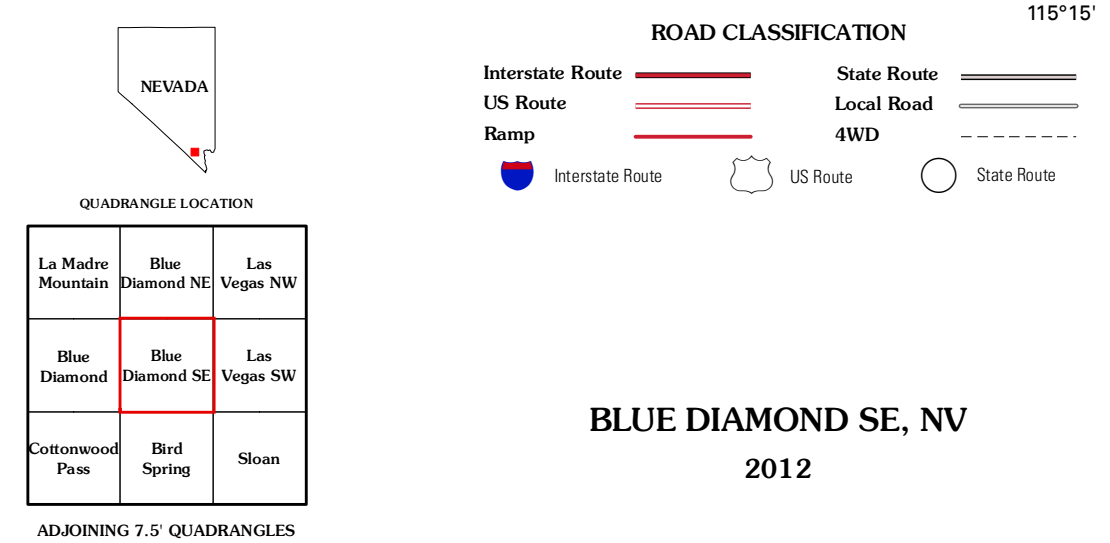 115°15'
ROAD CLASSIFICATION
Interstate Route
State Route
US Route
Local Road
Ramp
4WD
Interstate Route
US Route
State Route
NEVADA
QUADRANGLE LOCATION
La Madre
Mountain
Blue
Diamond NE
Las
Vegas NW
Blue
Diamond
Blue
Diamond SE
Las
Vegas SW
Cottonwood
Pass
Bird
Spring
Sloan
ADJOINING 7.5' QUADRANGLES
BLUE DIAMOND SE, NV
2012